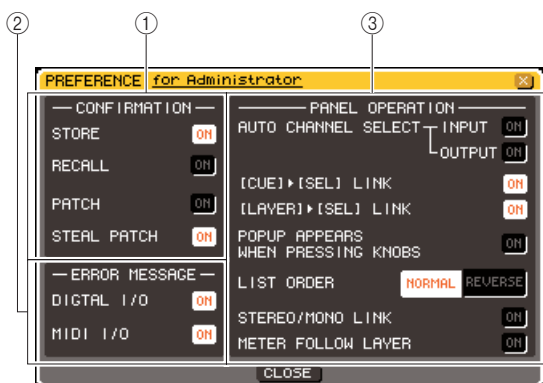 ②
①
③
PREFERENCE for Administrator
CONFIRMATION
STORE ON
RECALL ON
PATCH ON
STEAL PATCH ON
ERROR MESSAGE
DIGTAL I/O ON
MIDI I/O ON
PANEL OPERATION
AUTO CHANNEL SELECT INPUT ON
OUTPUT ON
[CUE]▶[SEL] LINK ON
[LAYER]▶[SEL] LINK ON
POPUP APPEARS
WHEN PRESSING KNOBS ON
LIST ORDER NORMAL REVERSE
STEREO/MONO LINK ON
METER FOLLOW LAYER ON
CLOSE